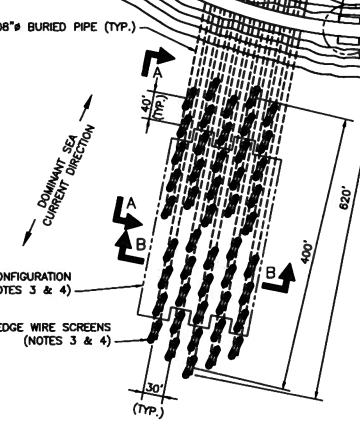 08"ø BURIED PIPE (TYP.)
A
40'
(TYP.)
DOMINANT SEA
CURRENT DIRECTION
A
B
620'
400'
B
ONFIGURATION
OTES 3 & 4)
EDGE WIRE SCREENS
(NOTES 3 & 4)
30'
(TYP.)